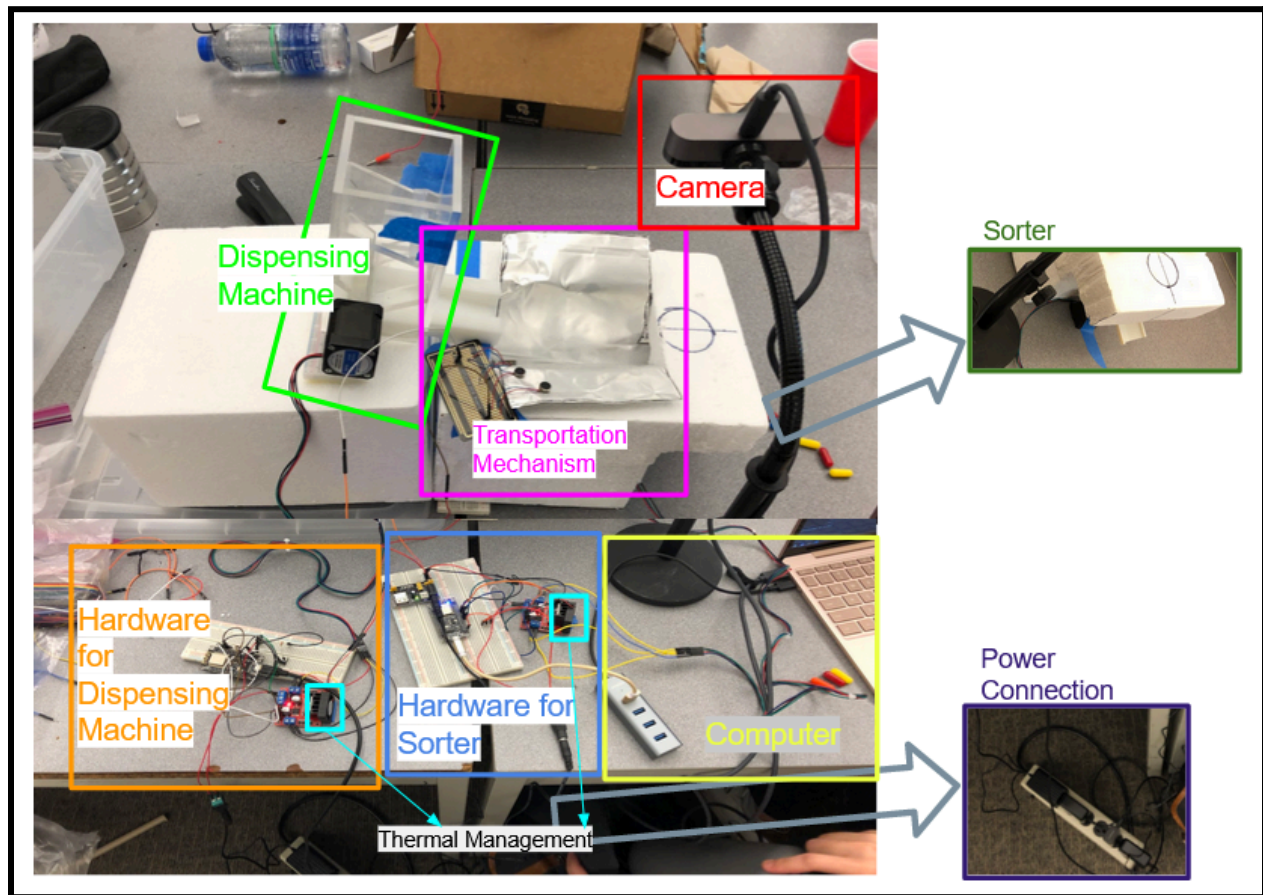 Camera
Sorter
Dispensing
Machine
Transportation
Mechanism
Hardware
for
Dispensing
Machine
Hardware for
Sorter
Computer
Power
Connection
Thermal Management